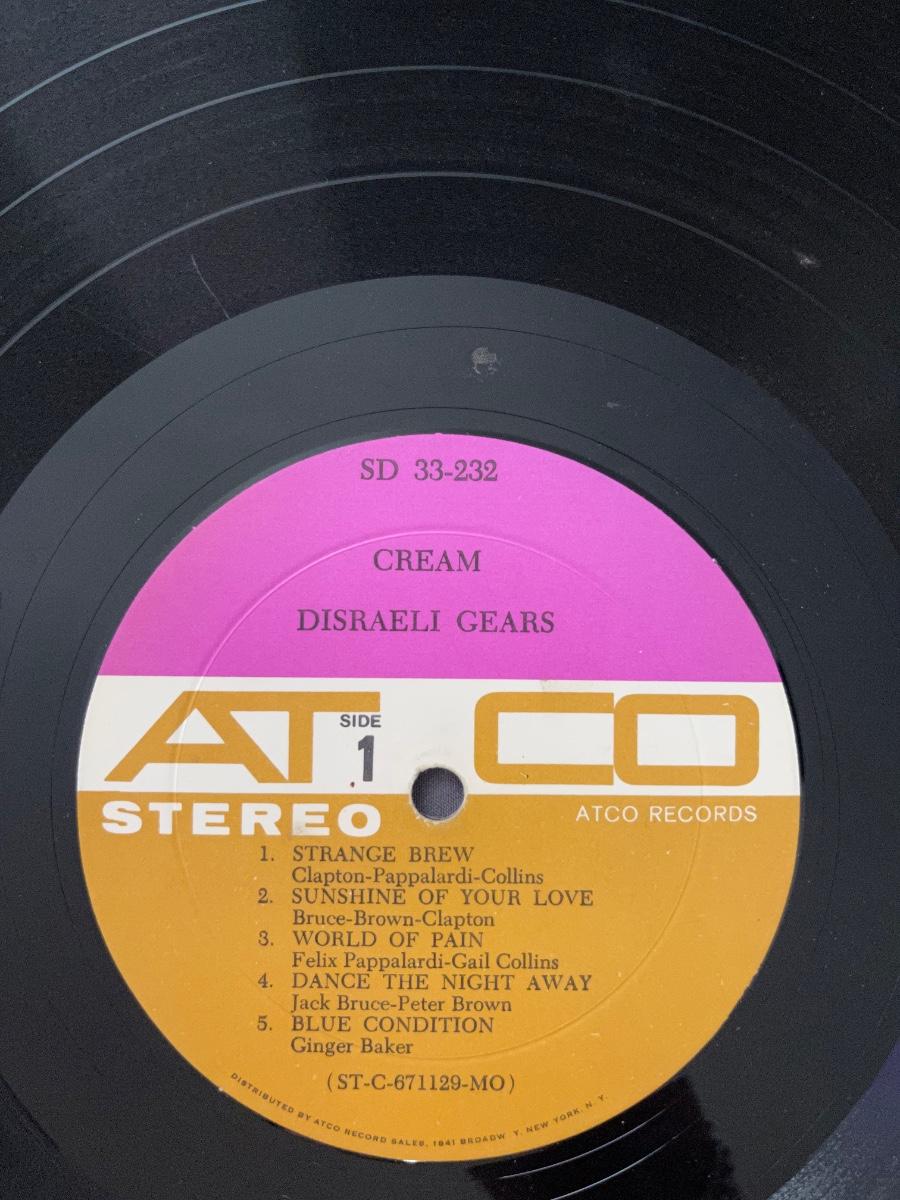 SD 33-232
CREAM
DISRAELI GEARS
ATCO
SIDE
1
STEREO
ATCO RECORDS
1. STRANGE BREW
Clapton-Pappalardi-Collins
2. SUNSHINE OF YOUR LOVE
Bruce-Brown-Clapton
3. WORLD OF PAIN
Felix Pappalardi-Gail Collins
4. DANCE THE NIGHT AWAY
Jack Bruce-Peter Brown
5. BLUE CONDITION
Ginger Baker
(ST-C-671129-MO)
DISTRIBUTED BY ATCO RECORD SALES, 1841 BROADW Y, NEW YORK, N. Y.